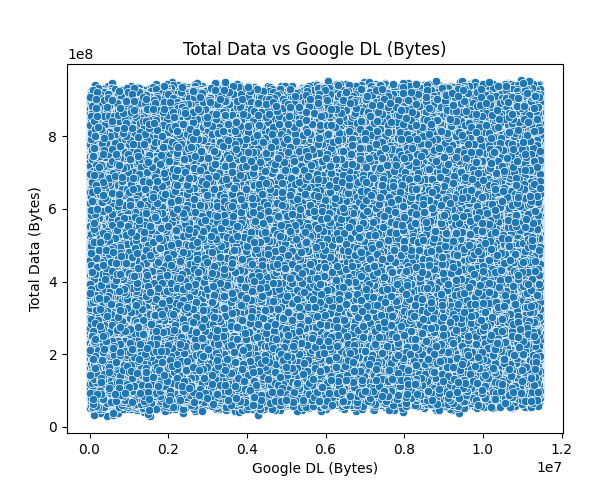 Total Data vs Google DL (Bytes)
1e8
Total Data (Bytes)
8
6
4
2
0
0.0 0.2 0.4 0.6 0.8 1.0 1.2
1e7
Google DL (Bytes)